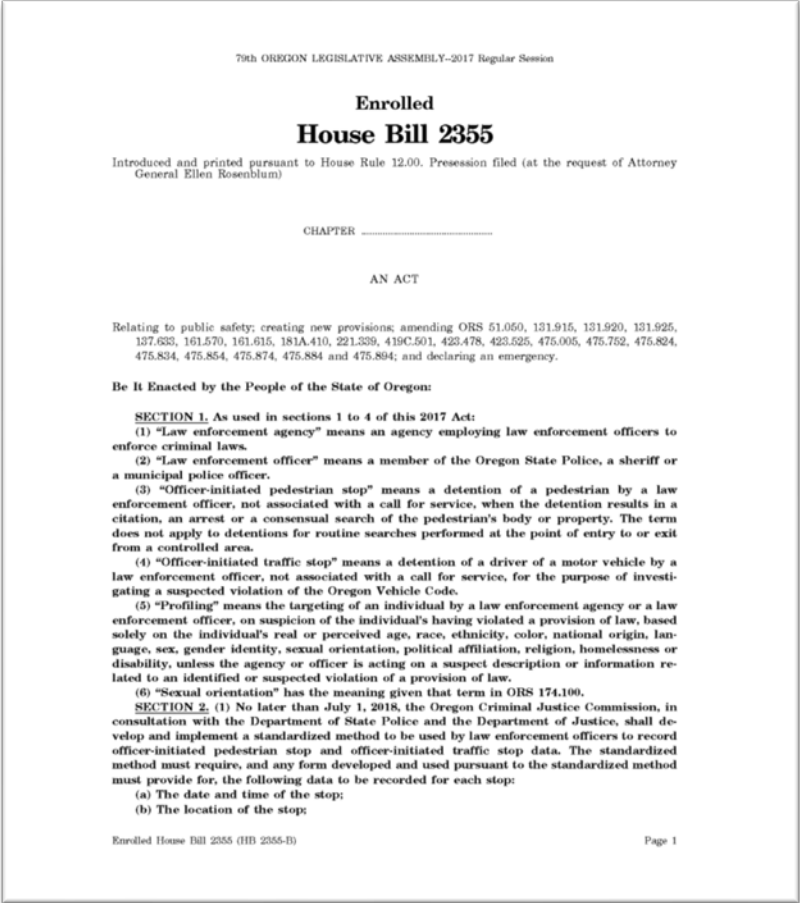 79th OREGON LEGISLATIVE ASSEMBLY--2017 Regular Session
Enrolled
House Bill 2355
Introduced and printed pursuant to House Rule 12.00. Presession filed (at the request of Attorney
General Ellen Rosenblum)
CHAPTER .................................................
AN ACT
Relating to public safety; creating new provisions; amending ORS 51.050, 131.915, 131.920, 131.925,
137.633, 161.570, 161.615, 181A.410, 221.339, 419C.501, 423.478, 423.525, 475.005, 475.752, 475.824,
475.834, 475.854, 475.874, 475.884 and 475.894; and declaring an emergency.
Be It Enacted by the People of the State of Oregon:
SECTION 1. As used in sections 1 to 4 of this 2017 Act:
(1) “Law enforcement agency” means an agency employing law enforcement officers to
enforce criminal laws.
(2) “Law enforcement officer” means a member of the Oregon State Police, a sheriff or
a municipal police officer.
(3) “Officer-initiated pedestrian stop” means a detention of a pedestrian by a law
enforcement officer, not associated with a call for service, when the detention results in a
citation, an arrest or a consensual search of the pedestrian’s body or property. The term
does not apply to detentions for routine searches performed at the point of entry to or exit
from a controlled area.
(4) “Officer-initiated traffic stop” means a detention of a driver of a motor vehicle by a
law enforcement officer, not associated with a call for service, for the purpose of investi-
gating a suspected violation of the Oregon Vehicle Code.
(5) “Profiling” means the targeting of an individual by a law enforcement agency or a law
enforcement officer, on suspicion of the individual’s having violated a provision of law, based
solely on the individual’s real or perceived age, race, ethnicity, color, national origin, lan-
guage, sex, gender identity, sexual orientation, political affiliation, religion, homelessness or
disability, unless the agency or officer is acting on a suspect description or information re-
lated to an identified or suspected violation of a provision of law.
(6) “Sexual orientation” has the meaning given that term in ORS 174.100.
SECTION 2. (1) No later than July 1, 2018, the Oregon Criminal Justice Commission, in
consultation with the Department of State Police and the Department of Justice, shall de-
velop and implement a standardized method to be used by law enforcement officers to record
officer-initiated pedestrian stop and officer-initiated traffic stop data. The standardized
method must require, and any form developed and used pursuant to the standardized method
must provide for, the following data to be recorded for each stop:
(a) The date and time of the stop;
(b) The location of the stop;
Enrolled House Bill 2355 (HB 2355-B)
Page 1